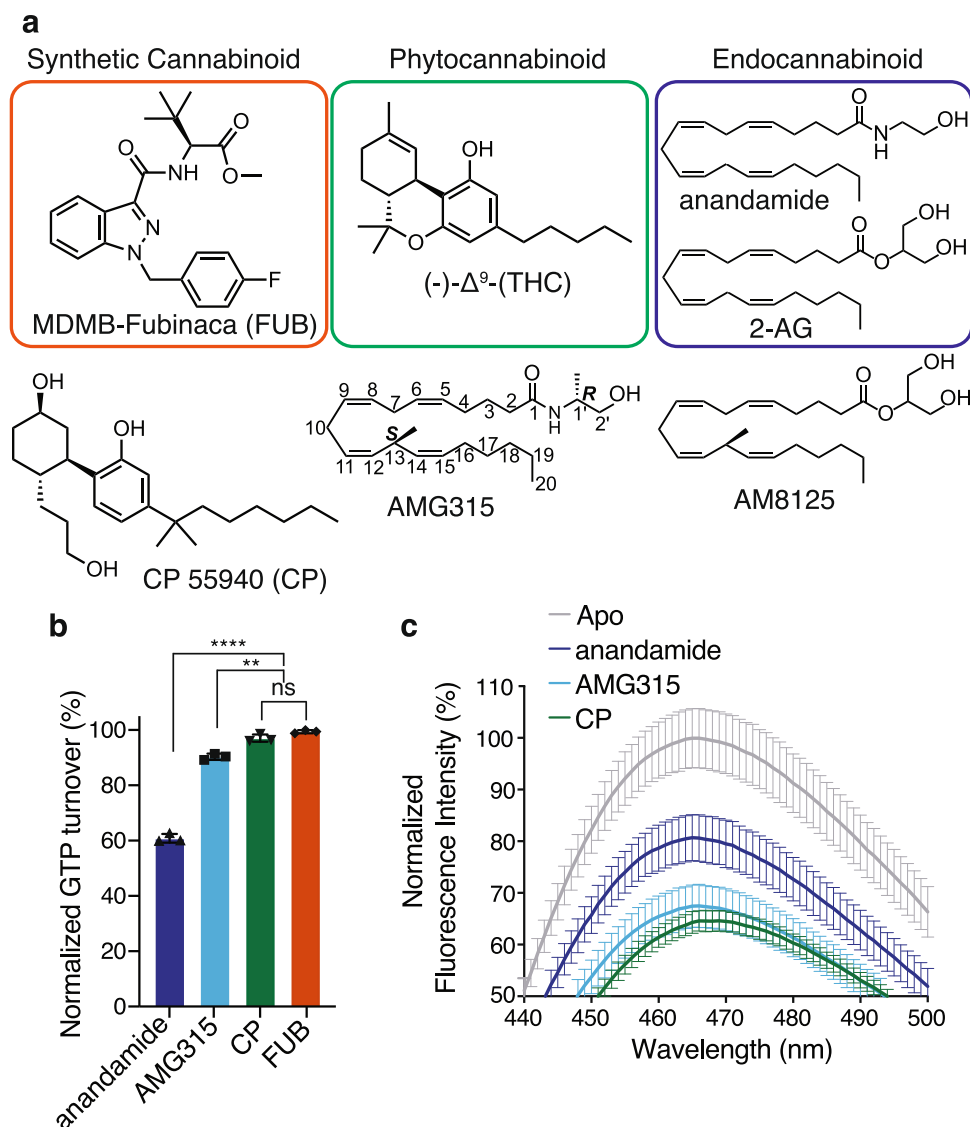 a
Synthetic Cannabinoid
Phytocannabinoid
Endocannabinoid
O
N
H
O
O
N
N
F
MDMB-Fubinaca (FUB)
OH
H
H
O
(-)-Δ⁹-(THC)
O
N
H
OH
anandamide
O
O
OH
OH
2-AG
OH
OH
OH
CP 55940 (CP)
9
8
7
6
5
4
3
2
1
O
N
H
R
1'
2'
OH
10
11
12
S
13
14
15
16
17
18
19
20
AMG315
O
O
OH
OH
AM8125
b
****
**
ns
Normalized GTP turnover (%)
100
80
60
40
20
0
anandamide
AMG315
CP
FUB
c
Apo
anandamide
AMG315
CP
Normalized
Fluorescence Intensity (%)
110
100
90
80
70
60
50
440
450
460
470
480
490
500
Wavelength (nm)